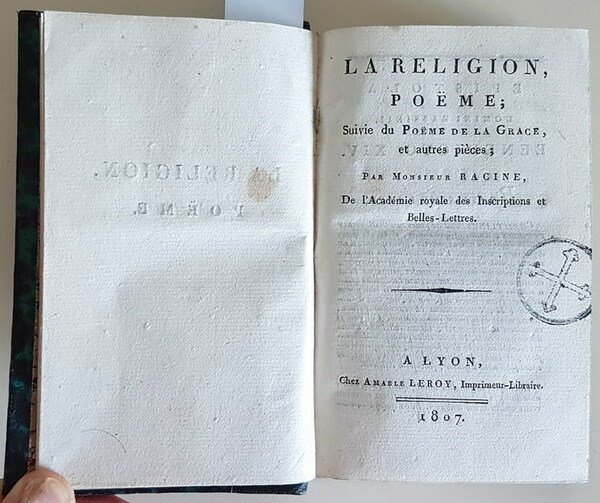 LA RELIGION,
POËME;
Suivie du POËME DE LA GRACE,
et autres pièces;
PAR MONSIEUR RACINE,
De l'Académie royale des Inscriptions et
Belles-Lettres.
A LYON,
Chez AMABLE LEROY, Imprimeur-Libraire.
1807.